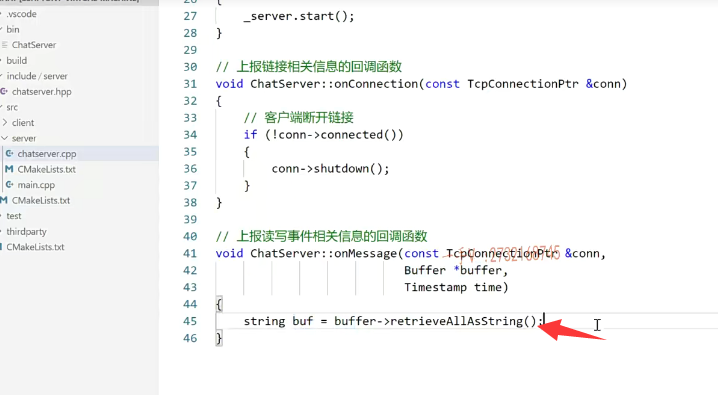 .vscode
bin
ChatServer
build
include / server
chatserver.hpp
src
client
server
chatserver.cpp
CMakeLists.txt
main.cpp
CMakeLists.txt
test
thirdparty
CMakeLists.txt
26 {
27 _server.start();
28 }
29
30 // 上报链接相关信息的回调函数
31 void ChatServer::onConnection(const TcpConnectionPtr &conn)
32 {
33 // 客户端断开链接
34 if (!conn->connected())
35 {
36 conn->shutdown();
37 }
38 }
39
40 // 上报读写事件相关信息的回调函数
41 void ChatServer::onMessage(const TcpConnectionPtr &conn,
42 Buffer *buffer,
43 Timestamp time)
44 {
45 string buf = buffer->retrieveAllAsString();
46 }